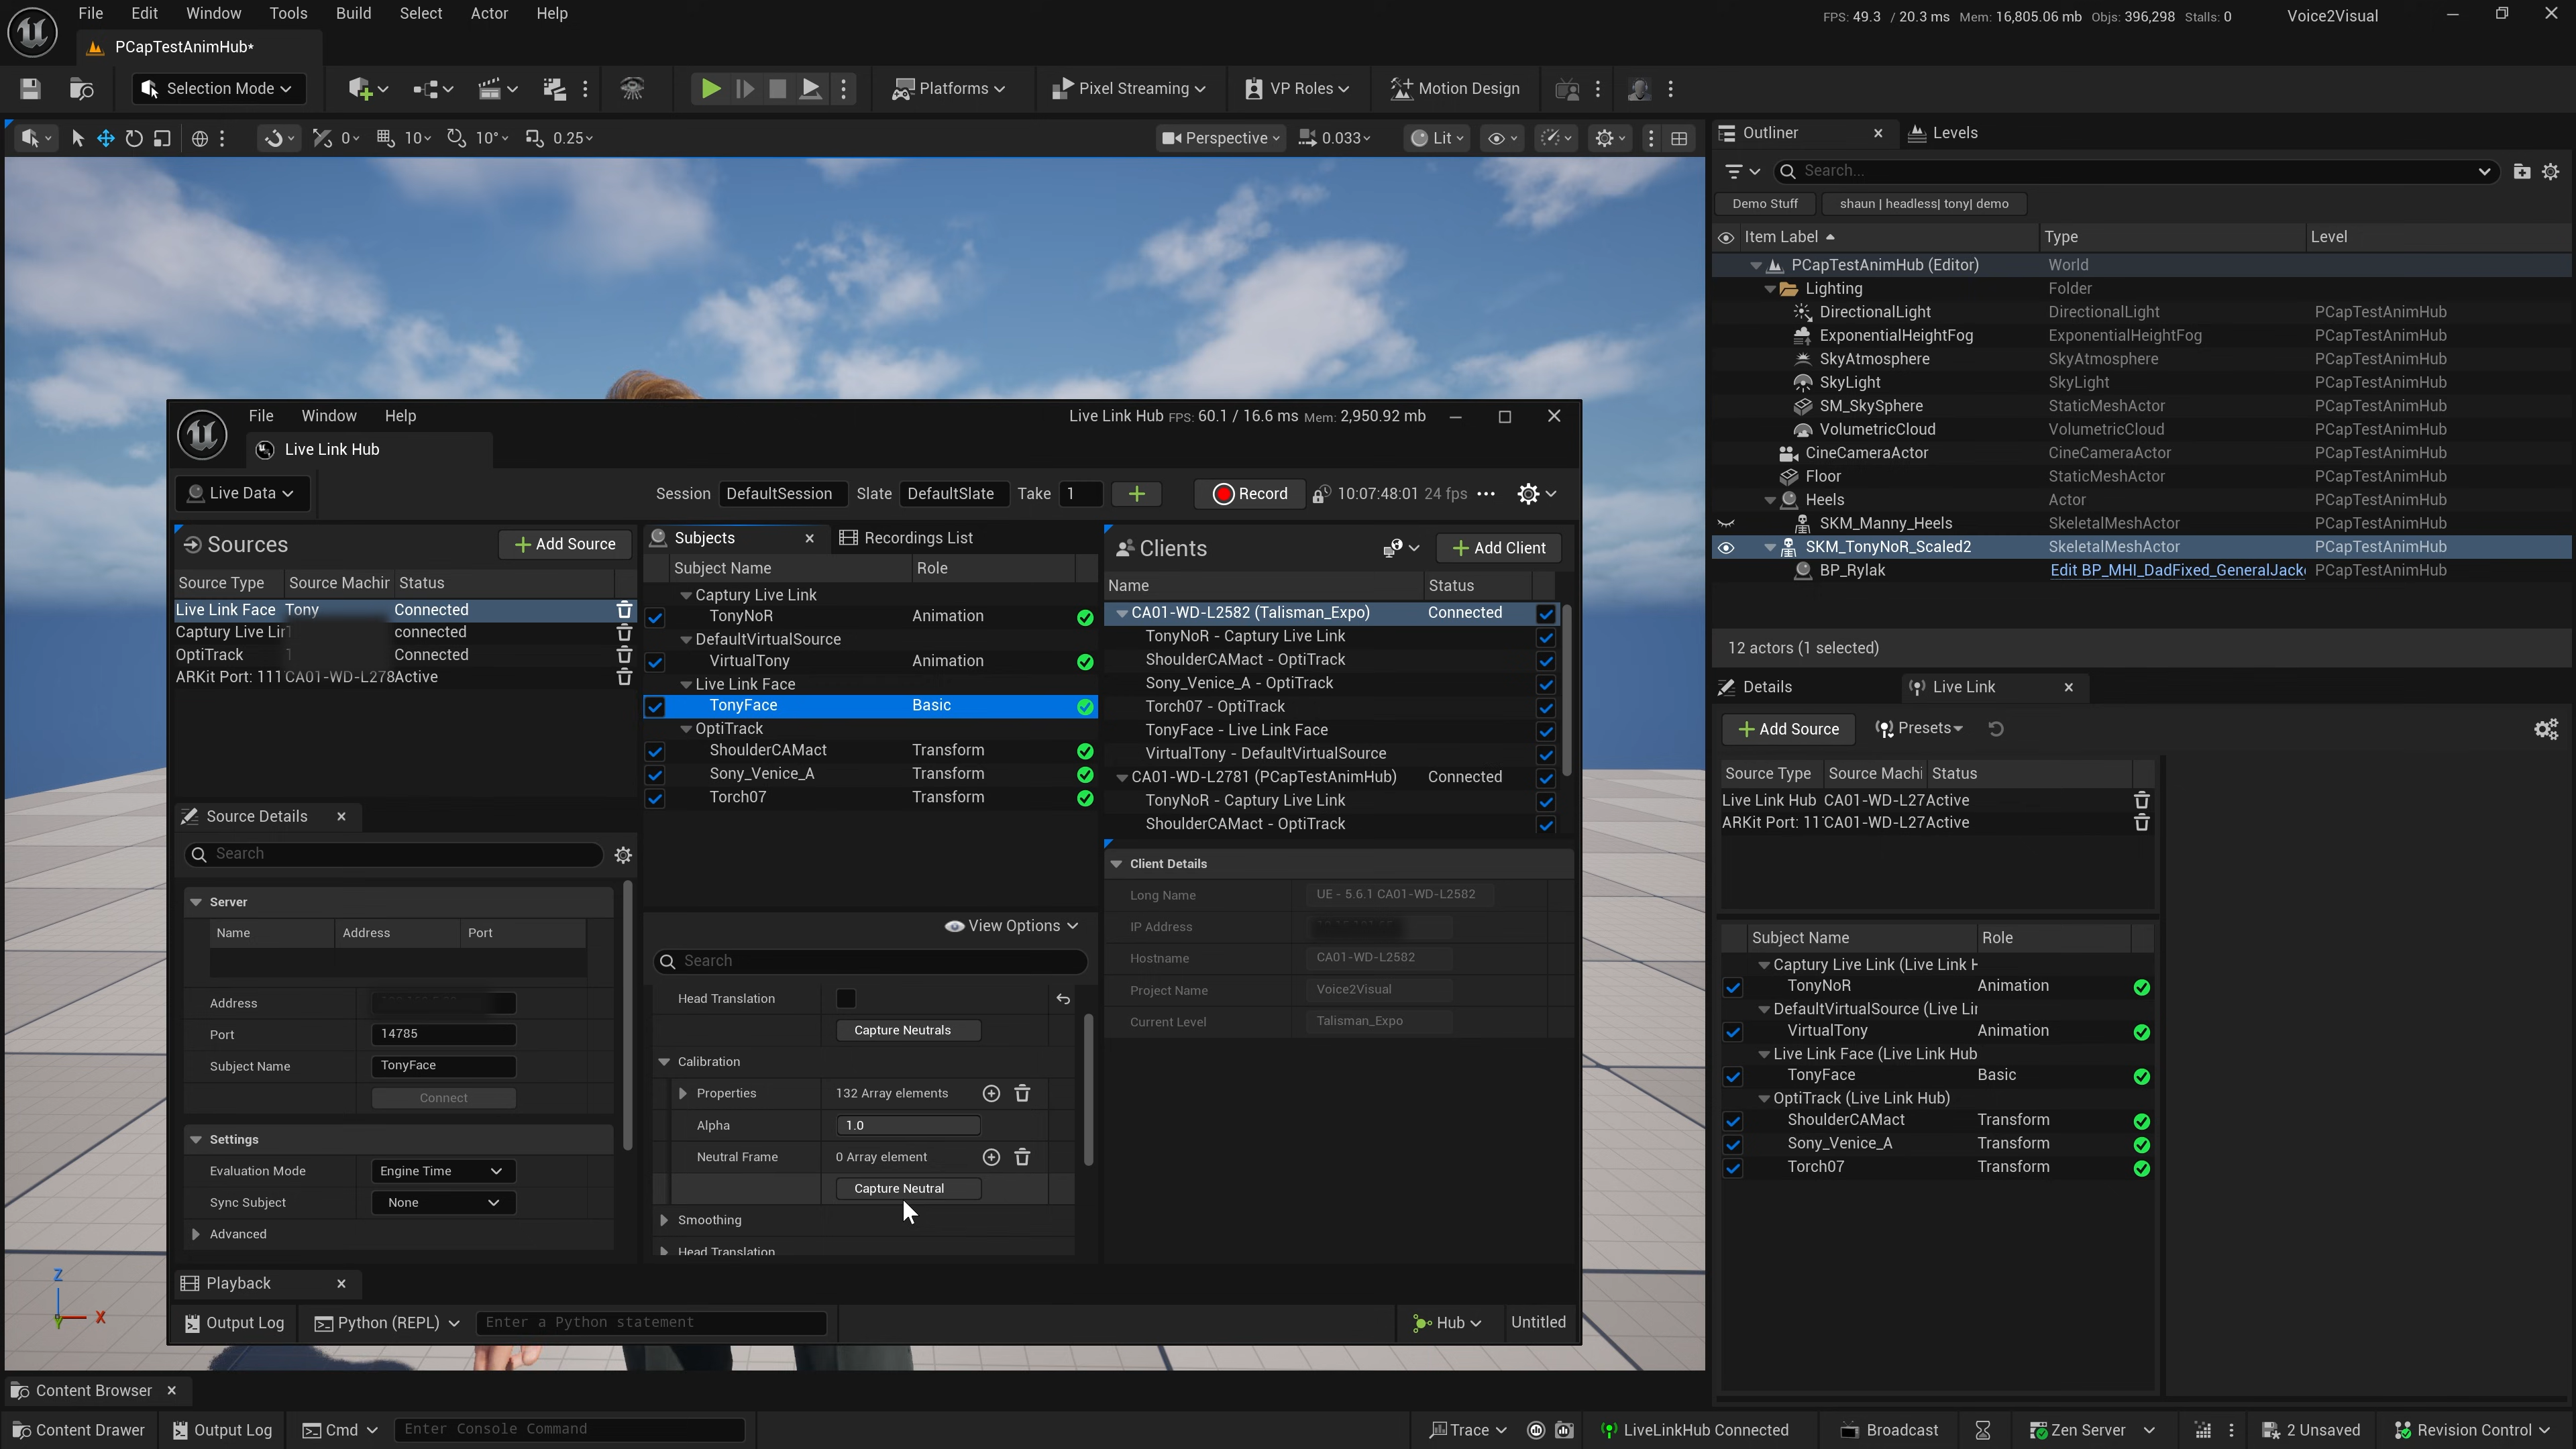 File Edit Window Tools Build Select Actor Help
FPS: 49.3 / 20.3 ms Mem: 16,805.06 mb Objs: 396,298 Stalls: 0 Voice2Visual
PCapTestAnimHub*
Selection Mode Platforms Pixel Streaming VP Roles Motion Design
0 10 10° 0.25 Perspective 0.033 Lit
Outliner Levels
Search...
Demo Stuff shaun | headless| tony| demo
Item Label Type Level
PCapTestAnimHub (Editor) World
Lighting Folder
DirectionalLight DirectionalLight PCapTestAnimHub
ExponentialHeightFog ExponentialHeightFog PCapTestAnimHub
SkyAtmosphere SkyAtmosphere PCapTestAnimHub
SkyLight SkyLight PCapTestAnimHub
SM_SkySphere StaticMeshActor PCapTestAnimHub
VolumetricCloud VolumetricCloud PCapTestAnimHub
CineCameraActor CineCameraActor PCapTestAnimHub
Floor StaticMeshActor PCapTestAnimHub
Heels Actor PCapTestAnimHub
SKM_Manny_Heels SkeletalMeshActor PCapTestAnimHub
SKM_TonyNoR_Scaled2 SkeletalMeshActor PCapTestAnimHub
BP_Rylak Edit BP_MHI_DadFixed_GeneralJack PCapTestAnimHub
12 actors (1 selected)
Details Live Link
Add Source Presets
Source Type Source Machi Status
Live Link Hub CA01-WD-L27 Active
ARKit Port: 11 CA01-WD-L27 Active
Subject Name Role
Captury Live Link (Live Link H
TonyNoR Animation
DefaultVirtualSource (Live Lin
VirtualTony Animation
Live Link Face (Live Link Hub
TonyFace Basic
OptiTrack (Live Link Hub)
ShoulderCAMact Transform
Sony_Venice_A Transform
Torch07 Transform
File Window Help
Live Link Hub FPS: 60.1 / 16.6 ms Mem: 2,950.92 mb
Live Link Hub
Live Data Session DefaultSession Slate DefaultSlate Take 1 Record 10:07:48:01 24 fps
Sources Add Source
Source Type Source Machin Status
Live Link Face Tony Connected
Captury Live Lin connected
OptiTrack Connected
ARKit Port: 111 CA01-WD-L278 Active
Source Details
Search
Server
Name Address Port
Address
Port 14785
Subject Name TonyFace
Connect
Settings
Evaluation Mode Engine Time
Sync Subject None
Advanced
Subjects Recordings List
Subject Name Role
Captury Live Link
TonyNoR Animation
DefaultVirtualSource
VirtualTony Animation
Live Link Face
TonyFace Basic
OptiTrack
ShoulderCAMact Transform
Sony_Venice_A Transform
Torch07 Transform
View Options
Search
Head Translation
Capture Neutrals
Calibration
Properties 132 Array elements
Alpha 1.0
Neutral Frame 0 Array element
Capture Neutral
Smoothing
Head Translation
Clients Add Client
Name Status
CA01-WD-L2582 (Talisman_Expo) Connected
TonyNoR - Captury Live Link
ShoulderCAMact - OptiTrack
Sony_Venice_A - OptiTrack
Torch07 - OptiTrack
TonyFace - Live Link Face
VirtualTony - DefaultVirtualSource
CA01-WD-L2781 (PCapTestAnimHub) Connected
TonyNoR - Captury Live Link
ShoulderCAMact - OptiTrack
Client Details
Long Name UE - 5.6.1 CA01-WD-L2582
IP Address
Hostname CA01-WD-L2582
Project Name Voice2Visual
Current Level Talisman_Expo
Playback
Output Log Python (REPL) Enter a Python statement Hub Untitled
Z
X
Y
Content Browser
Content Drawer Output Log Cmd Enter Console Command Trace LiveLinkHub Connected Broadcast Zen Server 2 Unsaved Revision Control